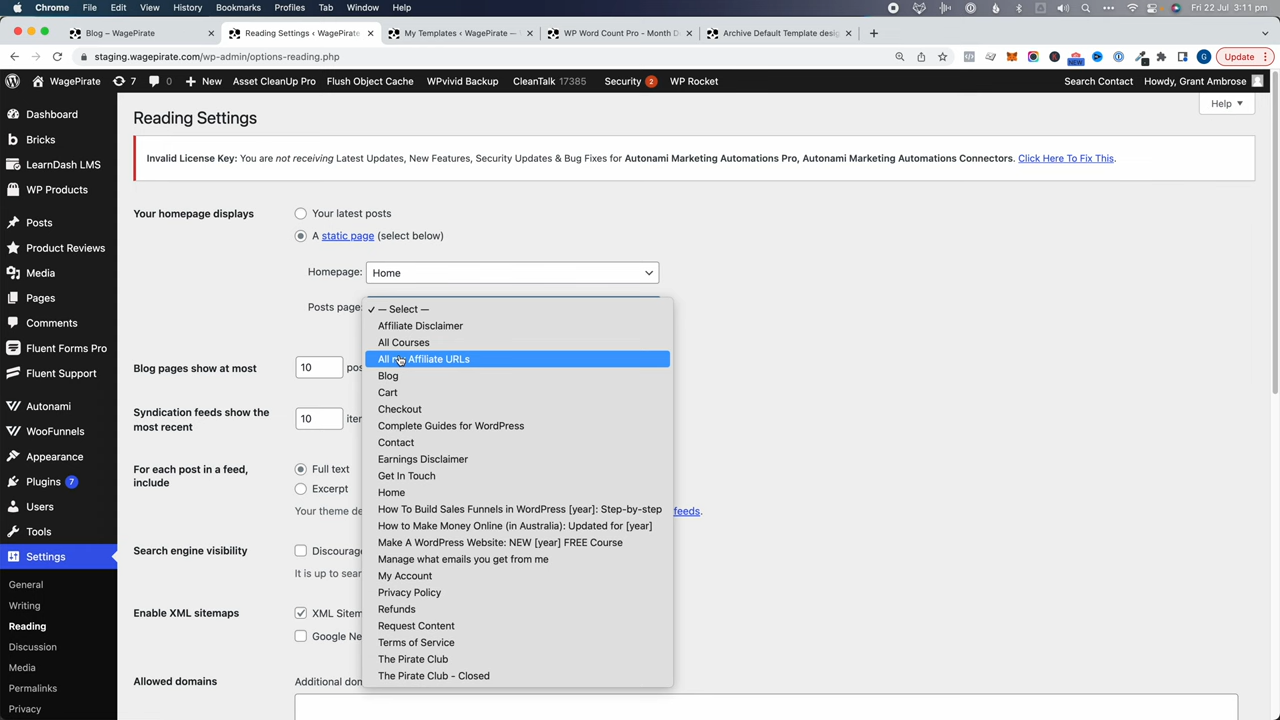 Chrome File Edit View History Bookmarks Profiles Tab Window Help Fri 22 Jul 3:11 pm
Blog – WagePirate
Reading Settings ‹ WagePirate
My Templates ‹ WagePirate —
WP Word Count Pro - Month D
Archive Default Template desig
staging.wagepirate.com/wp-admin/options-reading.php
NEW
G
Update
WagePirate 7 0 New Asset CleanUp Pro Flush Object Cache WPvivid Backup CleanTalk 17385 Security 2 WP Rocket Search Contact Howdy, Grant Ambrose
Dashboard
Bricks
LearnDash LMS
WP Products
Posts
Product Reviews
Media
Pages
Comments
Fluent Forms Pro
Fluent Support
Autonami
WooFunnels
Appearance
Plugins 7
Users
Tools
Settings
General
Writing
Reading
Discussion
Media
Permalinks
Privacy
Reading Settings
Help
Invalid License Key: You are not receiving Latest Updates, New Features, Security Updates & Bug Fixes for Autonami Marketing Automations Pro, Autonami Marketing Automations Connectors. Click Here To Fix This.
Your homepage displays
Your latest posts
A static page (select below)
Homepage: Home
Posts page:
— Select —
Affiliate Disclaimer
All Courses
All Affiliate URLs
Blog
Cart
Checkout
Complete Guides for WordPress
Contact
Earnings Disclaimer
Get In Touch
Home
How To Build Sales Funnels in WordPress [year]: Step-by-step
How to Make Money Online (in Australia): Updated for [year]
Make A WordPress Website: NEW [year] FREE Course
Manage what emails you get from me
My Account
Privacy Policy
Refunds
Request Content
Terms of Service
The Pirate Club
The Pirate Club - Closed
Blog pages show at most 10 pos
Syndication feeds show the most recent 10 iter
For each post in a feed, include
Full text
Excerpt
Your theme de feeds.
Search engine visibility
Discourag
It is up to sear
Enable XML sitemaps
XML Sitem
Google Ne
Allowed domains
Additional don